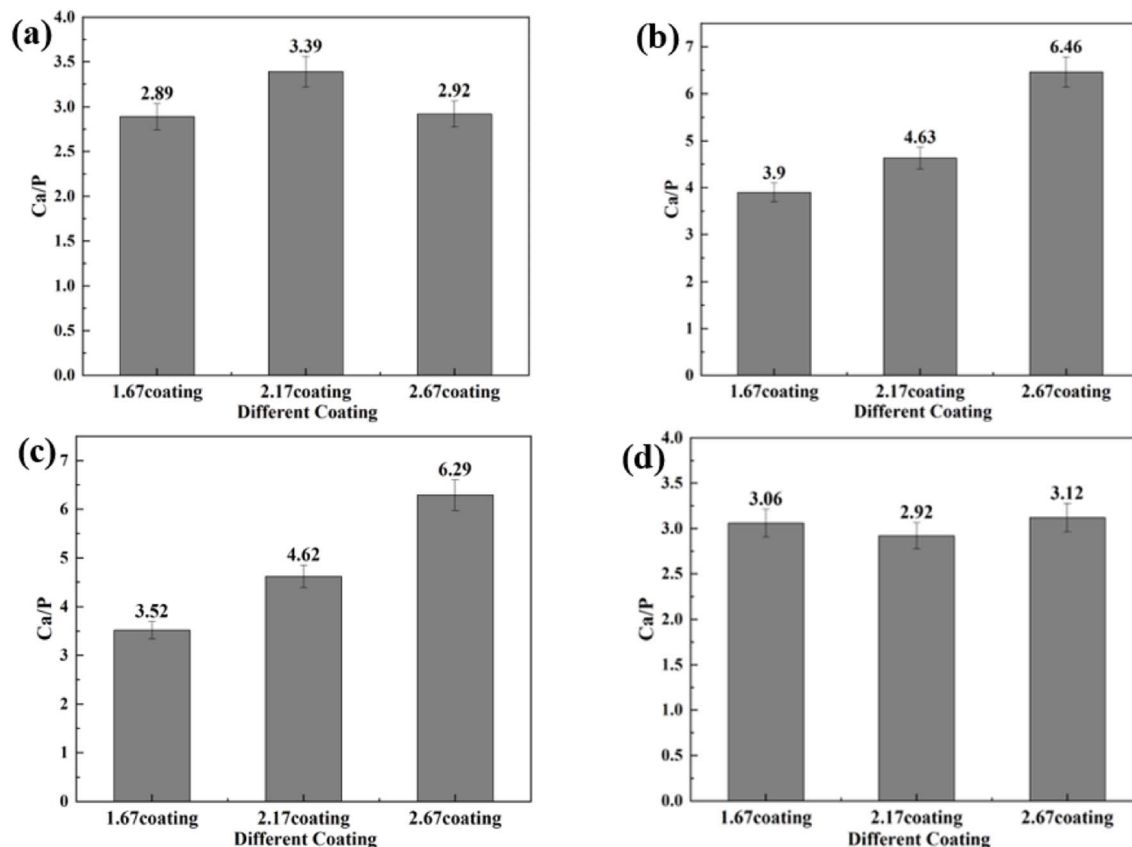 (a)
4.0
3.5
3.0
2.5
2.0
1.5
1.0
0.5
0.0
Ca/P
2.89
3.39
2.92
1.67coating 2.17coating 2.67coating
Different Coating
(b)
7
6
5
4
3
2
1
0
Ca/P
3.9
4.63
6.46
1.67coating 2.17coating 2.67coating
Different Coating
(c)
7
6
5
4
3
2
1
0
Ca/P
3.52
4.62
6.29
1.67coating 2.17coating 2.67coating
Different Coating
(d)
4.0
3.5
3.0
2.5
2.0
1.5
1.0
0.5
0.0
Ca/P
3.06
2.92
3.12
1.67coating 2.17coating 2.67coating
Different Coating